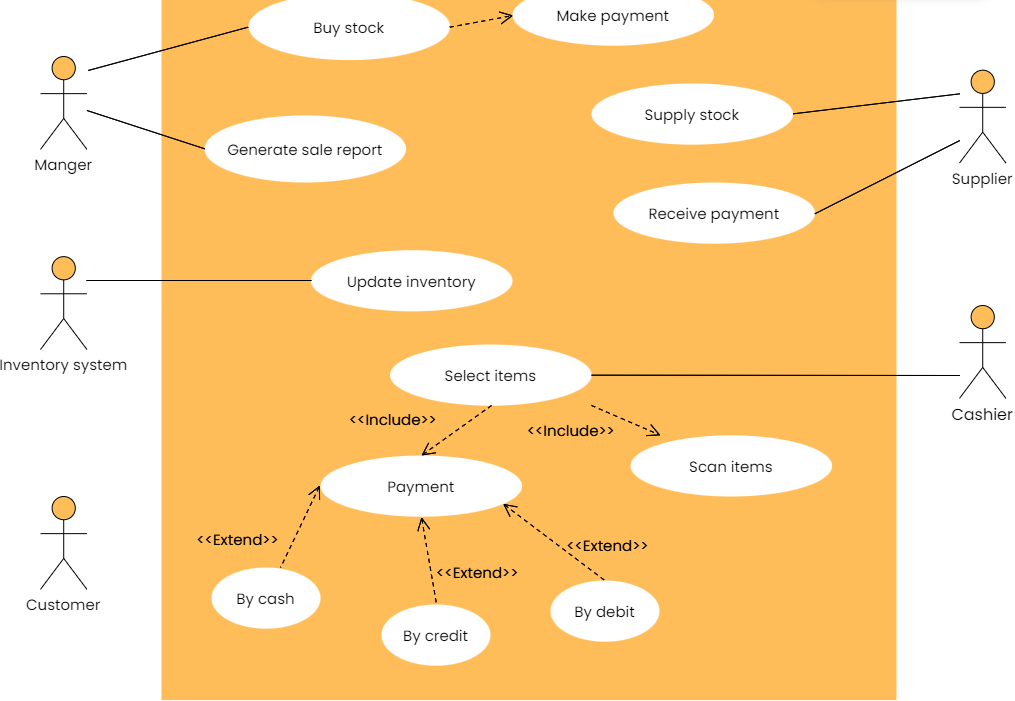 Make payment
Buy stock
Supply stock
Generate sale report
Manger
Supplier
Receive payment
Update inventory
Inventory system
Select items
Cashier
<<Include>>
<<Include>>
Scan items
Payment
<<Extend>>
<<Extend>>
<<Extend>>
By cash
Customer
By debit
By credit